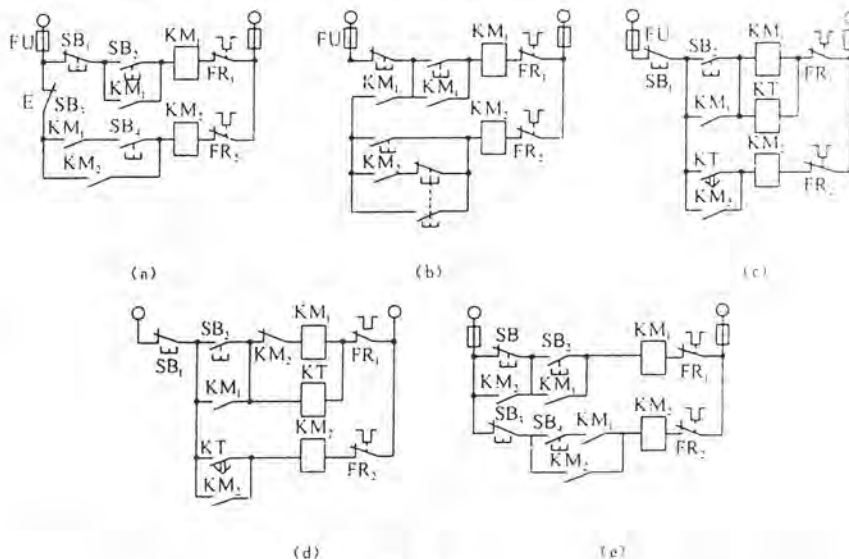 FU SB₁ SB₂ KM₁ FR₁
KM₁
E SB₃ KM₂
KM₁ SB₄ FR₂
KM₂
(a)
FU KM₁ FR₁
KM₁ KM₁
KM₂ FR₂
KM₂
(b)
FU SB₁ SB₂ KM₁ FR₁
KM₁ KT
KT KM₂ FR₂
KM₂
(c)
SB₁ SB₂ KM₂ KM₁ FR₁
KM₁ KT
KT KM₂ FR₂
KM₂
(d)
SB SB₂ KM₁ FR₁
KM₂ KM₁
SB₃ SB₄ KM₁ KM₂ FR₂
KM₂
(e)